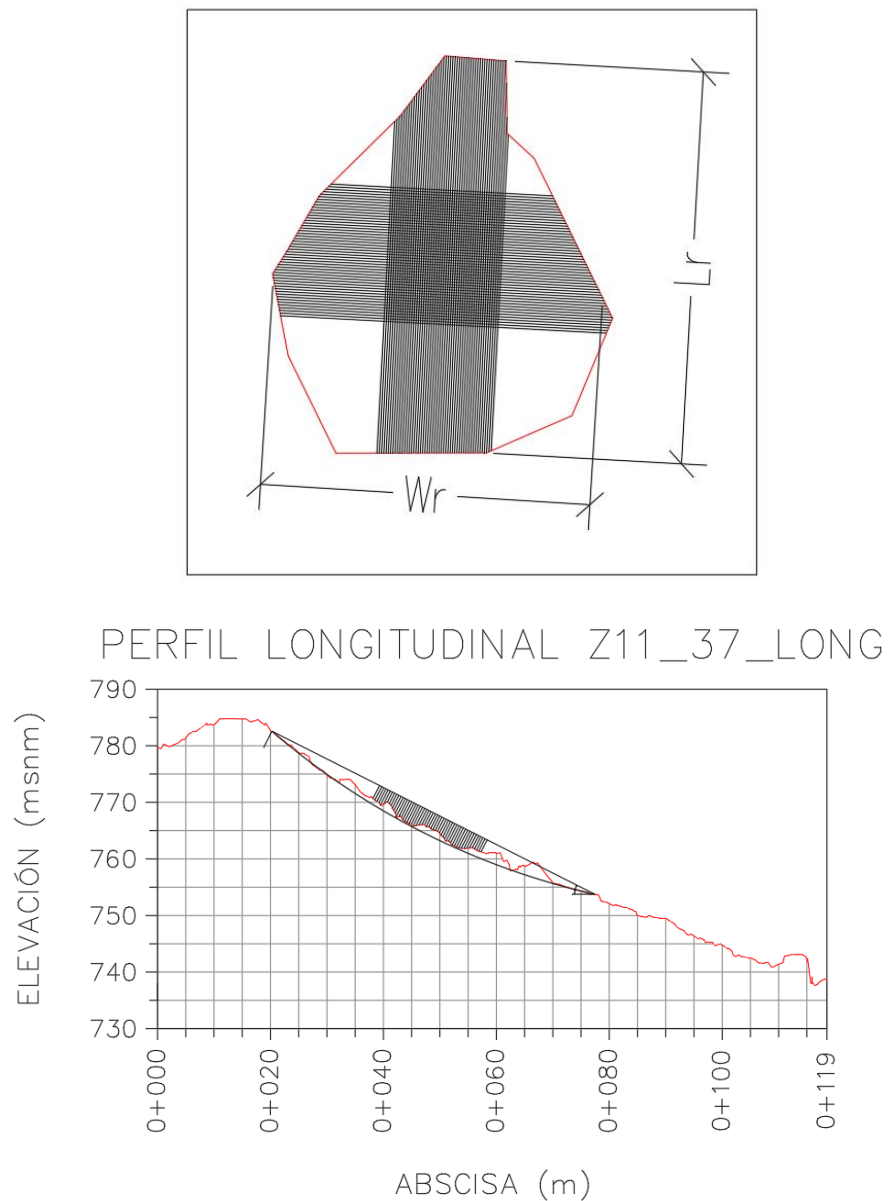 Lr
Wr
PERFIL LONGITUDINAL Z11_37_LONG
ELEVACIÓN (msnm)
790
780
770
760
750
740
730
0+000
0+020
0+040
0+060
0+080
0+100
0+119
ABSCISA (m)